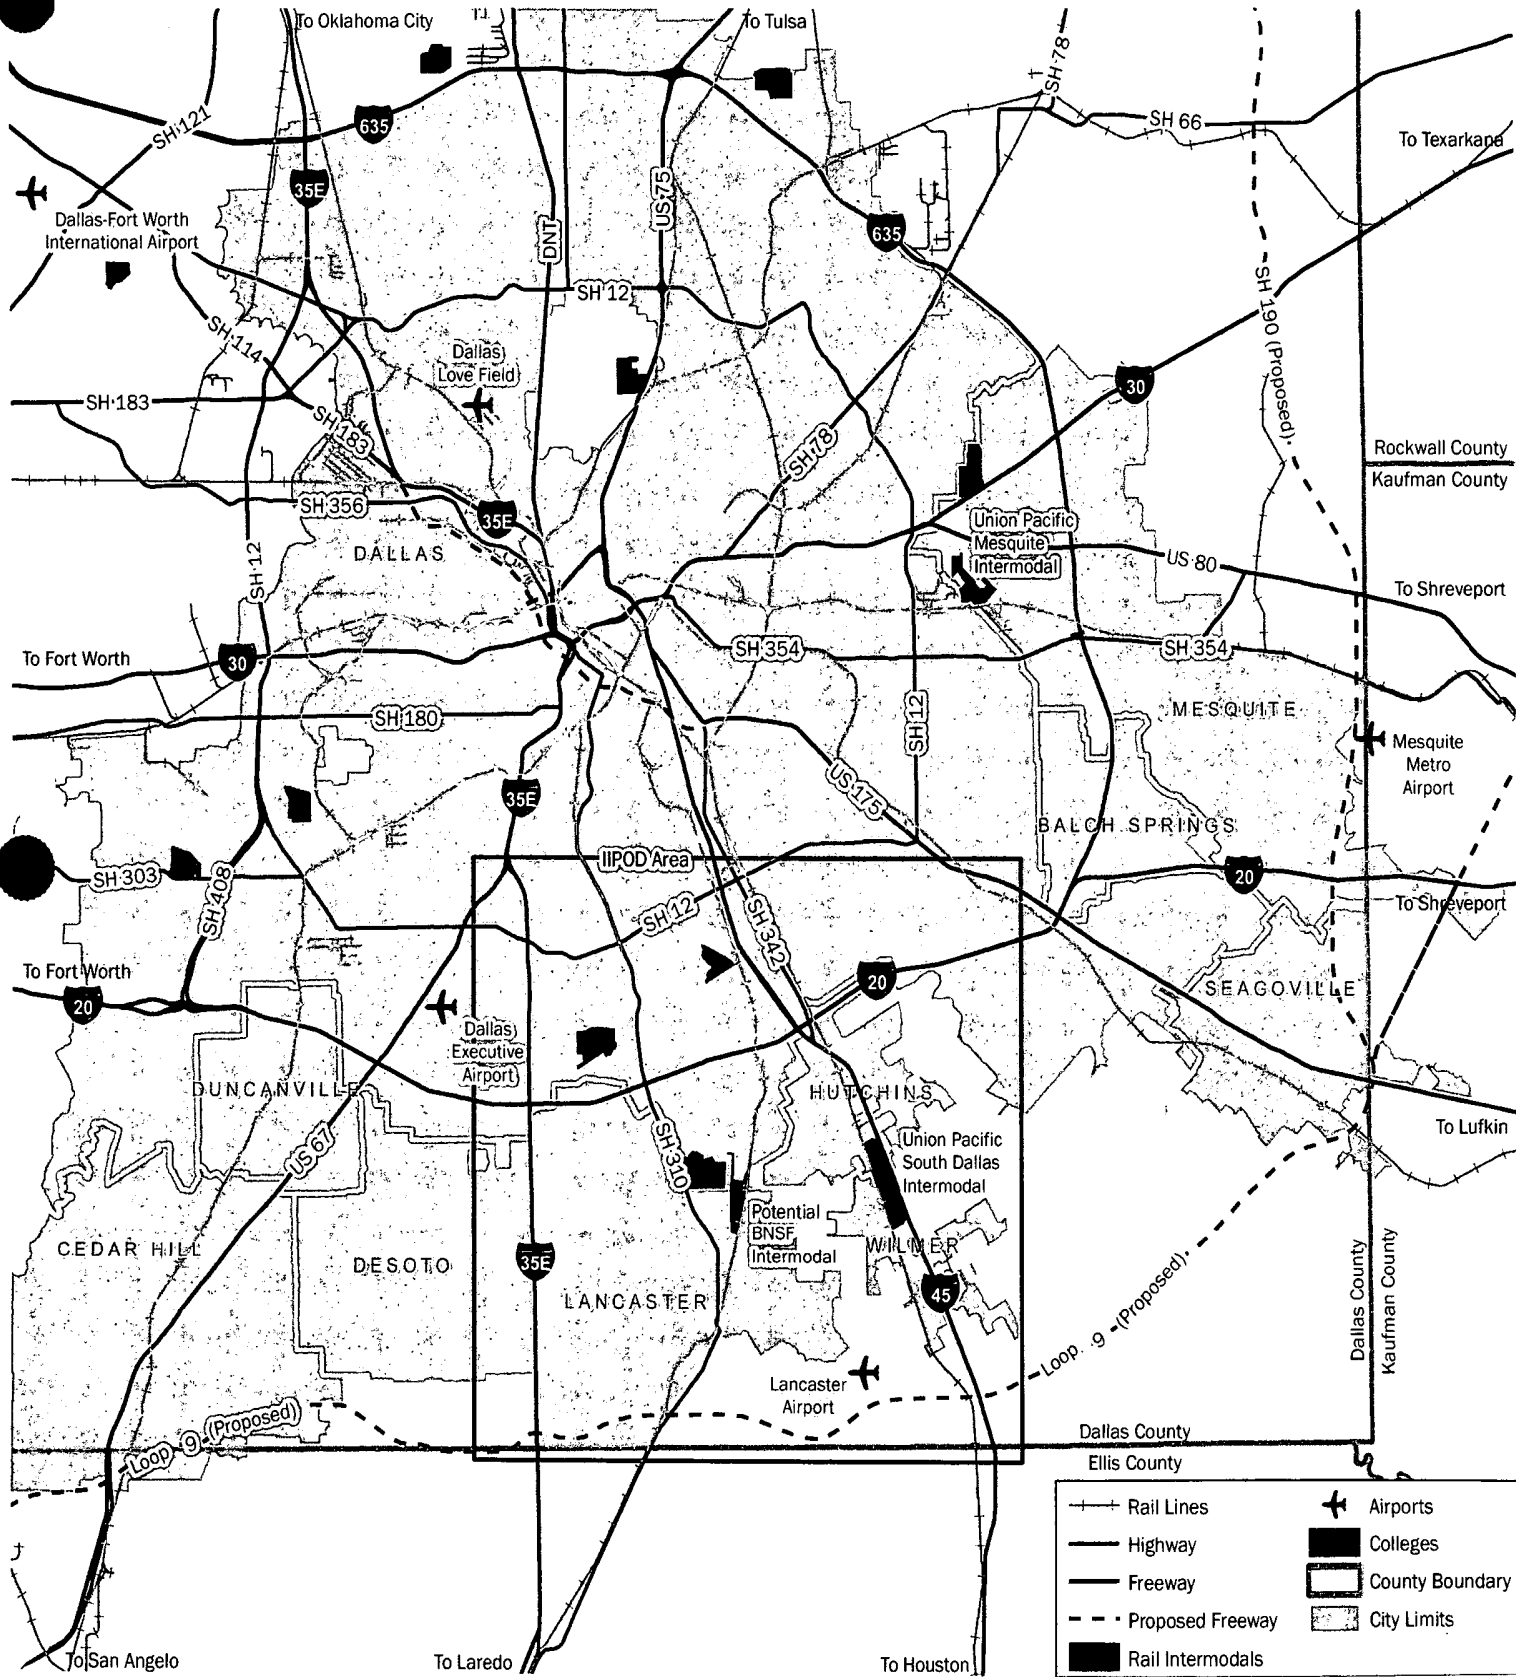 To Oklahoma City
To Tulsa
SH 78
SH 121
635
SH 66
To Texarkana
35E
US 75
Dallas-Fort Worth
International Airport
DNT
635
SH 12
SH 190 (Proposed)
SH 114
Dallas
Love Field
30
SH 183
SH 183
SH 78
Rockwall County
Kaufman County
SH 356
35E
Union Pacific
Mesquite
Intermodal
DALLAS
US 80
SH 12
To Shreveport
To Fort Worth
30
SH 354
SH 354
SH 180
SH 12
MESQUITE
Mesquite
Metro
Airport
35E
US 175
BALCH SPRINGS
IIPOD Area
SH 303
SH 408
20
To Shreveport
SH 12
SH 342
To Fort Worth
20
20
SEAGOVILLE
Dallas
Executive
Airport
DUNCANVILLE
HUTCHINS
To Lufkin
US 67
SH 310
Union Pacific
South Dallas
Intermodal
Potential
BNSF
Intermodal
CEDAR HILL
DESOTO
35E
WILMER
LANCASTER
45
Loop 9 (Proposed)
Dallas County
Kaufman County
Lancaster
Airport
Loop 9 (Proposed)
Dallas County
Ellis County
Rail Lines
Highway
Freeway
Proposed Freeway
Rail Intermodals
Airports
Colleges
County Boundary
City Limits
To San Angelo
To Laredo
To Houston